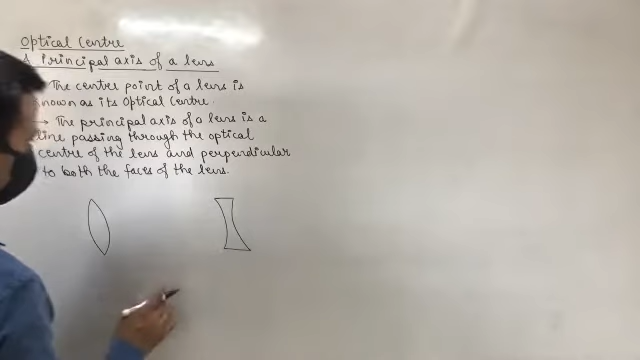 Optical Centre
& Principal axis of a lens
The centre point of a lens is
known as its Optical Centre.
→ The principal axis of a lens is a
line passing through the optical
centre of the lens and perpendicular
to both the faces of the lens.